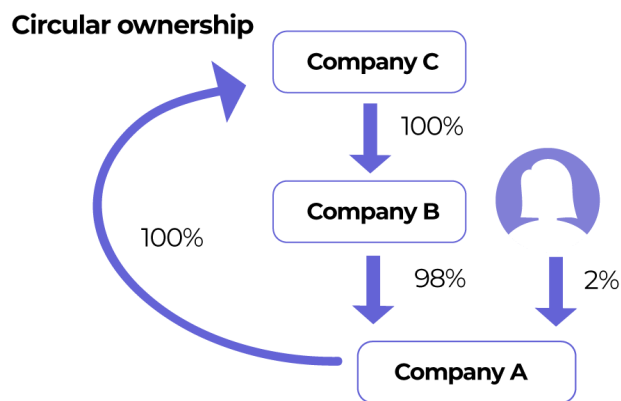 Circular ownership
Company C
100%
Company B
100%
98%
2%
Company A